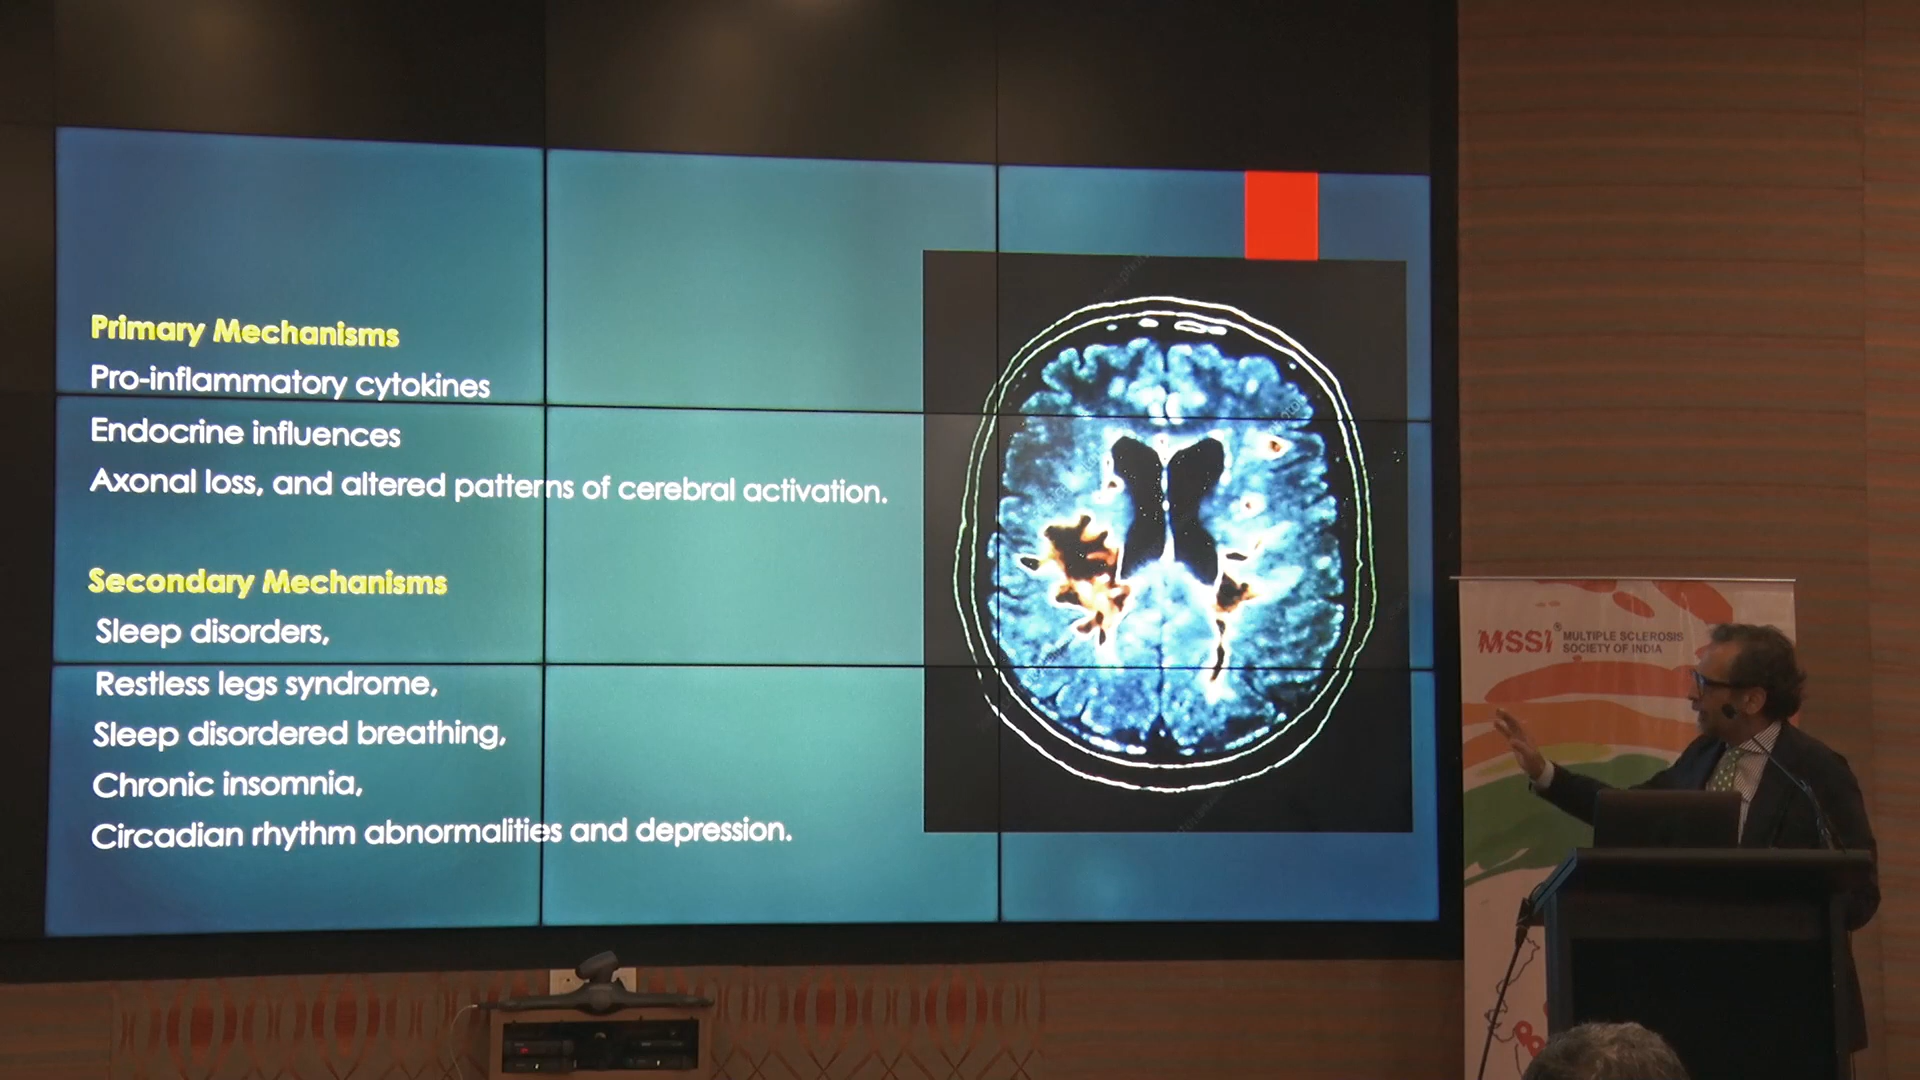 Primary Mechanisms
Pro-inflammatory cytokines
Endocrine influences
Axonal loss, and altered patterns of cerebral activation.
Secondary Mechanisms
Sleep disorders,
Restless legs syndrome,
Sleep disordered breathing,
Chronic insomnia,
Circadian rhythm abnormalities and depression.
MSSI® MULTIPLE SCLEROSIS
SOCIETY OF INDIA